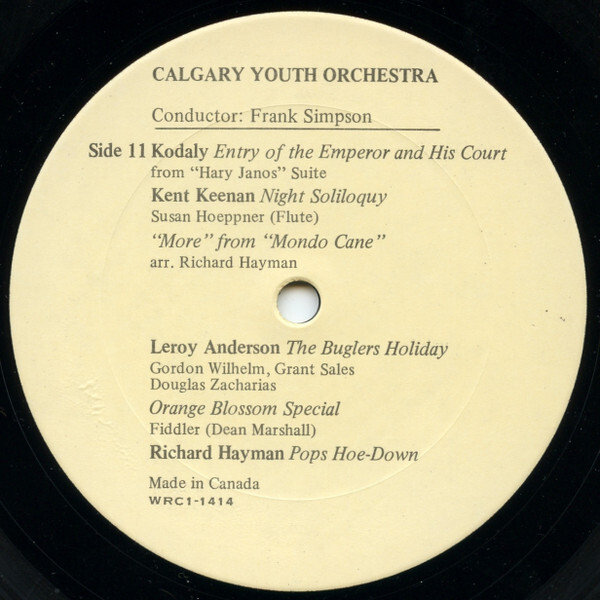 CALGARY YOUTH ORCHESTRA
Conductor: Frank Simpson
Side 11 Kodaly Entry of the Emperor and His Court
from "Hary Janos" Suite
Kent Keenan Night Soliloquy
Susan Hoeppner (Flute)
"More" from "Mondo Cane"
arr. Richard Hayman
Leroy Anderson The Buglers Holiday
Gordon Wilhelm, Grant Sales
Douglas Zacharias
Orange Blossom Special
Fiddler (Dean Marshall)
Richard Hayman Pops Hoe-Down
Made in Canada
WRC1-1414